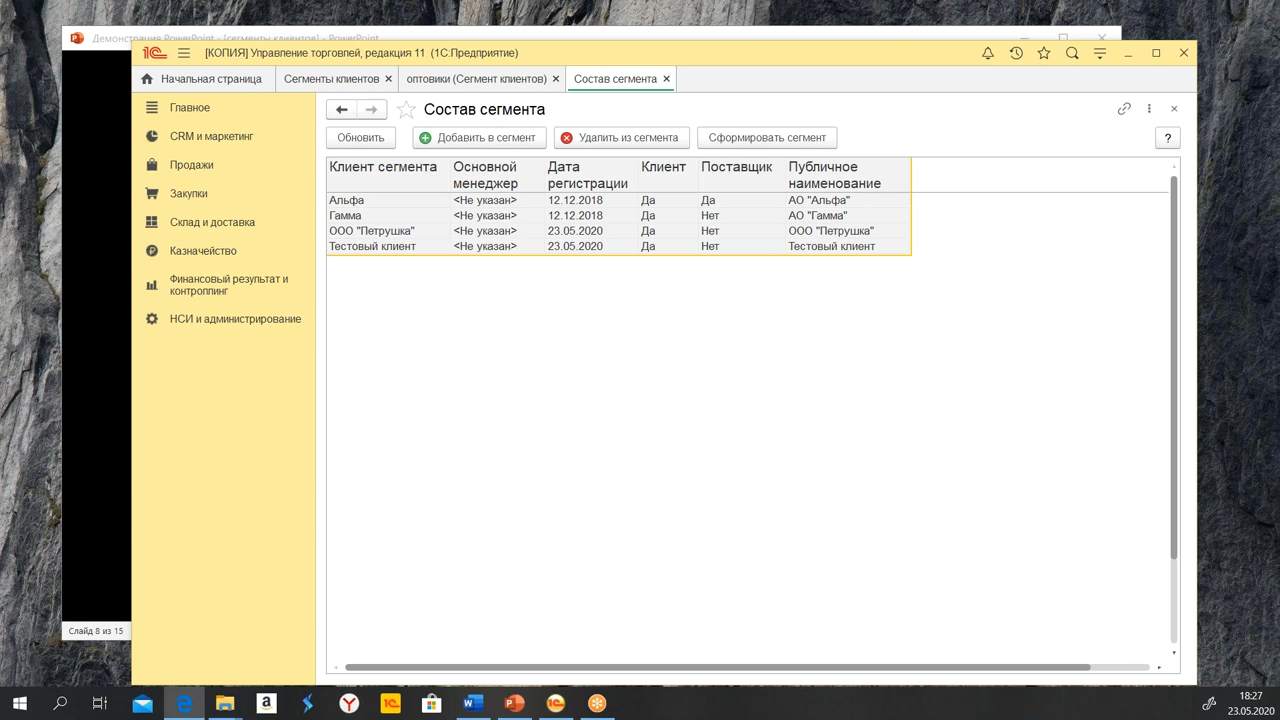 Демонстрация PowerPoint - [сегменты клиентов] - PowerPoint
[КОПИЯ] Управление торговлей, редакция 11 (1С:Предприятие)
Начальная страница
Сегменты клиентов
оптовики (Сегмент клиентов)
Состав сегмента
Главное
CRM и маркетинг
Продажи
Закупки
Склад и доставка
Казначейство
Финансовый результат и
контроллинг
НСИ и администрирование
Состав сегмента
Обновить
Добавить в сегмент
Удалить из сегмента
Сформировать сегмент
?
Клиент сегмента Основной менеджер Дата регистрации Клиент Поставщик Публичное наименование
Альфа <Не указан> 12.12.2018 Да Да АО "Альфа"
Гамма <Не указан> 12.12.2018 Да Нет АО "Гамма"
ООО "Петрушка" <Не указан> 23.05.2020 Да Нет ООО "Петрушка"
Тестовый клиент <Не указан> 23.05.2020 Да Нет Тестовый клиент
Слайд 8 из 15
18:27
23.05.2020